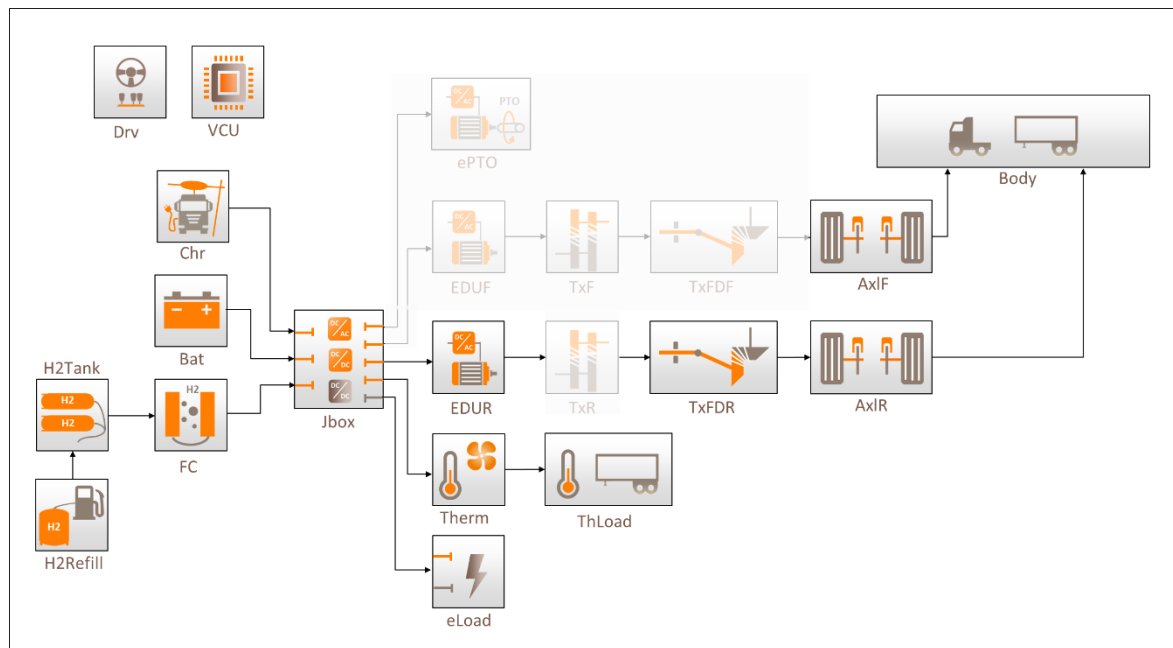 Drv
VCU
DC/AC
PTO
ePTO
Body
Chr
DC/AC
EDUF
TxF
TxFDF
AxlF
Bat
DC/AC
DC/DC
DC/DC
Jbox
DC/AC
EDUR
TxR
TxFDR
AxlR
H2Tank
H2
H2
H2
FC
H2
H2Refill
Therm
ThLoad
eLoad